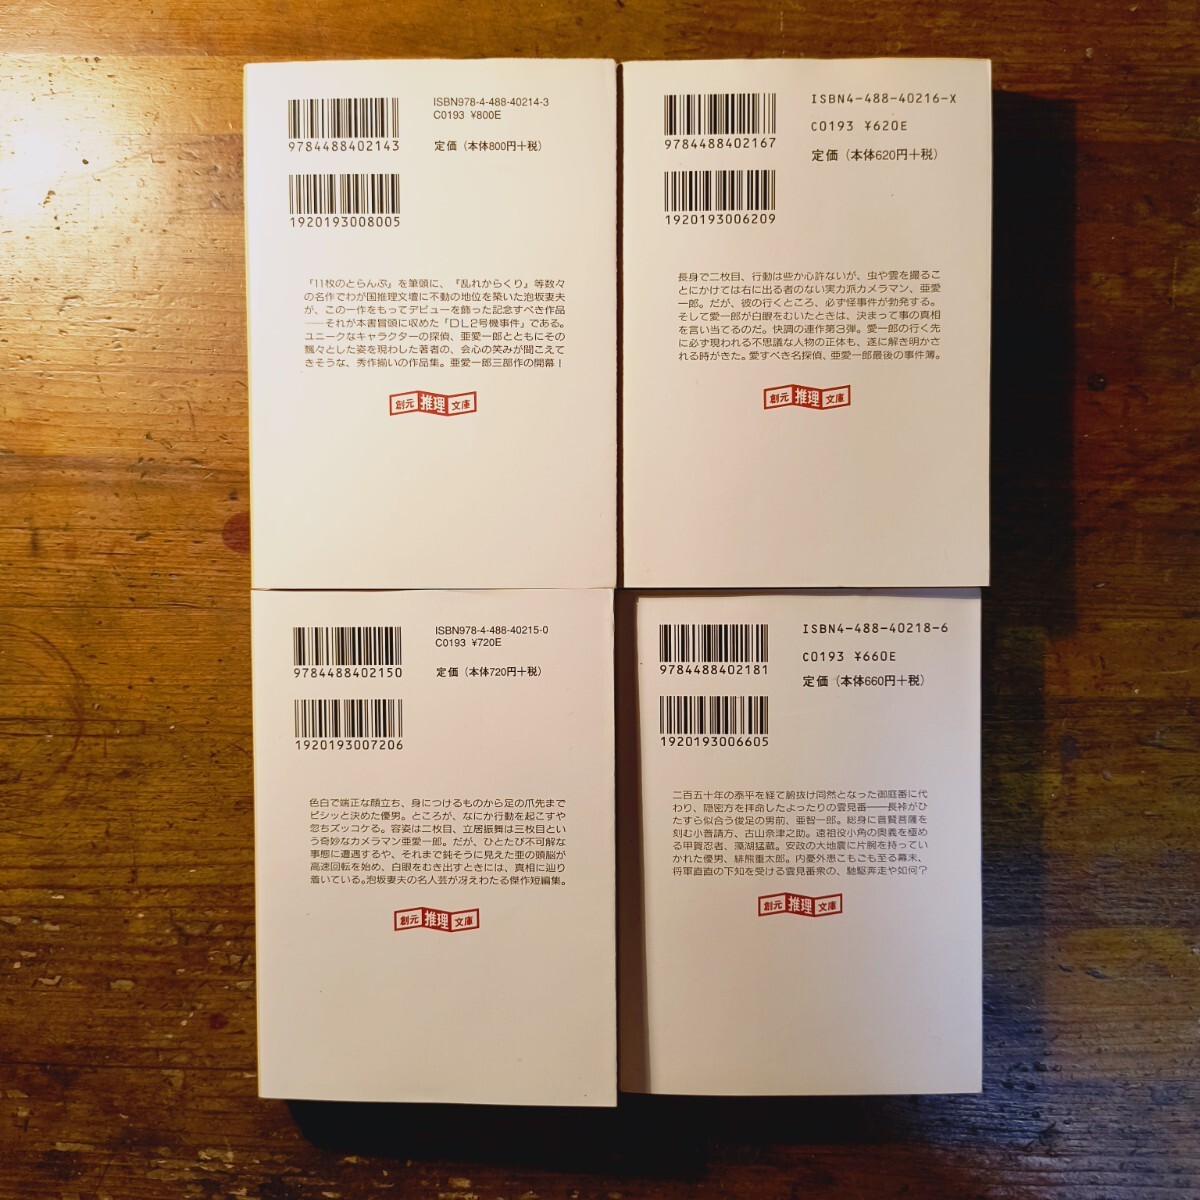 9784488402143
ISBN978-4-488-40214-3
C0193 ¥800E
定価（本体800円＋税）
1920193008005
『11枚のとらんぷ』を筆頭に、『乱れからくり』等数々
の名作でわが国推理文壇に不動の地位を築いた泡坂妻夫
が、この一作をもってデビューを飾った記念すべき作品
――それが本書冒頭に収めた「DL2号機事件」である。
ユニークなキャラクターの探偵、亜愛一郎とともにその
飄々とした姿を現わした著者の、会心の笑みが聞こえて
きそうな、秀作揃いの作品集。亜愛一郎三部作の開幕！
創元推理文庫
9784488402167
ISBN4-488-40216-X
C0193 ¥620E
定価（本体620円＋税）
1920193006209
長身で二枚目、行動は些か心許ないが、虫や雲を撮るこ
とにかけては右に出る者のない実力派カメラマン、亜愛
一郎。だが、彼の行くところ、必ず怪事件が勃発する。
そして愛一郎が白眼をむいたときは、決まって事の真相
を言い当てるのだ。快調の連作第3弾。愛一郎の行く先
に必ず現われる不思議な人物の正体も、遂に解き明かさ
れる時がきた。愛すべき名探偵、亜愛一郎最後の事件簿。
創元推理文庫
9784488402150
ISBN978-4-488-40215-0
C0193 ¥720E
定価（本体720円＋税）
1920193007206
色白で端正な顔立ち、身につけるものから足の爪先まで
ピシッと決めた優男。ところが、なにか行動を起こすや
忽ちズッコケる。容姿は二枚目、立居振舞は三枚目とい
う奇妙なカメラマン亜愛一郎。だが、ひとたび不可解な
事態に遭遇するや、それまで鈍そうに見えた亜の頭脳が
高速回転を始め、白眼をむき出すときには、真相に辿り
着いている。泡坂妻夫の名人芸が冴えわたる傑作短編集。
創元推理文庫
9784488402181
ISBN4-488-40218-6
C0193 ¥660E
定価（本体660円＋税）
1920193006605
二百五十年の泰平を経て腑抜け同然となった御庭番に代
わり、隠密方を拝命したよったりの雲見番――長裃がひ
たすら似合う俊足の男前、亜智一郎。総身に普賢菩薩を
刻む小普請方、古山奈津之助。遠祖役小角の奥義を極め
る甲賀忍者、藻湖猛蔵。安政の大地震に片腕を持ってい
かれた優男、緋熊重太郎。内憂外患こもごも至る幕末、
将軍直直の下知を受ける雲見番衆の、馳駆奔走や如何？
創元推理文庫